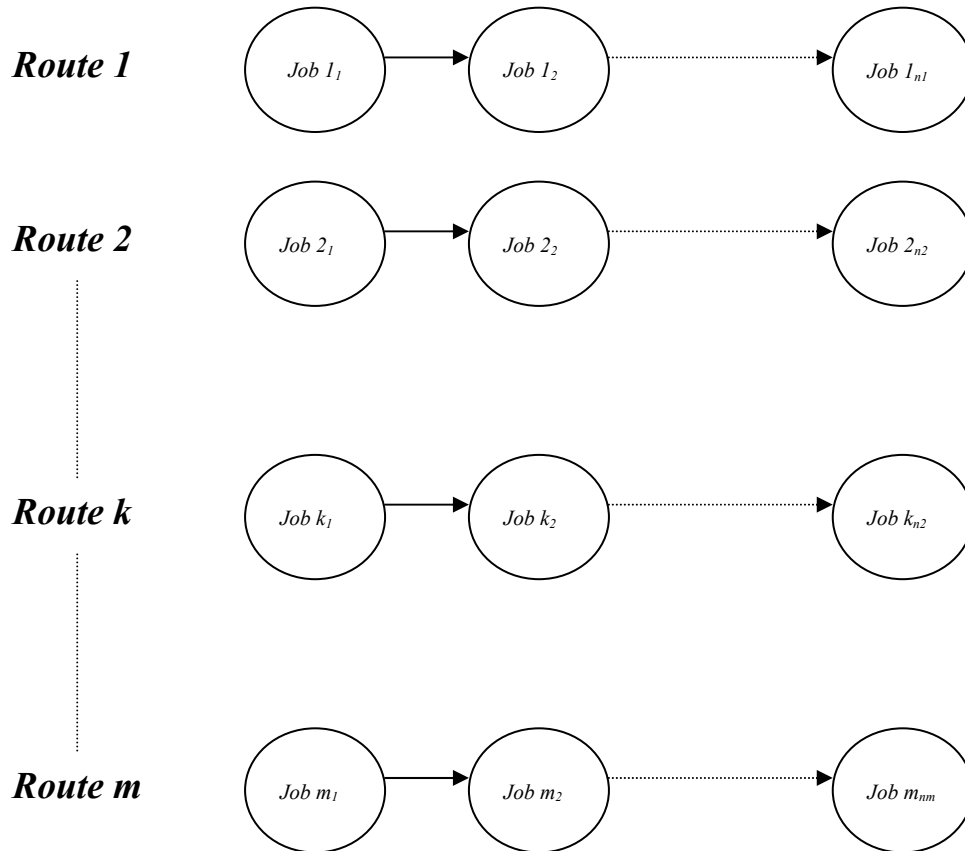 Route 1 Job 1₁ Job 1₂ Job 1ₙ₁
Route 2 Job 2₁ Job 2₂ Job 2ₙ₂
Route k Job k₁ Job k₂ Job kₙ₂
Route m Job m₁ Job m₂ Job mₙₘ